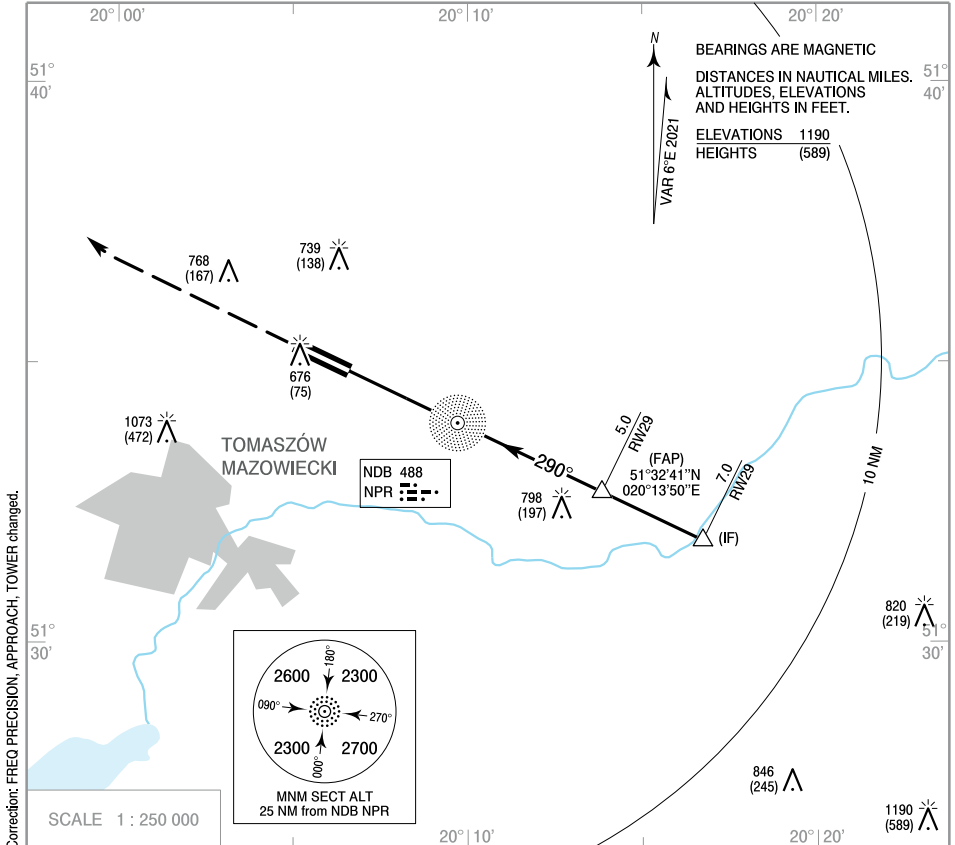 20° 00'
20° 10'
20° 20'
51°
40'
51°
40'
N
VAR 6°E 2021
BEARINGS ARE MAGNETIC
DISTANCES IN NAUTICAL MILES.
ALTITUDES, ELEVATIONS
AND HEIGHTS IN FEET.
ELEVATIONS 1190
HEIGHTS (589)
768
(167)
739
(138)
676
(75)
1073
(472)
TOMASZÓW
MAZOWIECKI
NDB 488
NPR
290°
798
(197)
5.0
RW29
(FAP)
51°32'41"N
020°13'50"E
7.0
RW29
(IF)
10 NM
820
(219)
51°
30'
51°
30'
2600
2300
2300
2700
180°
090°
270°
000°
MNM SECT ALT
25 NM from NDB NPR
846
(245)
1190
(589)
SCALE 1 : 250 000
20° 10'
20° 20'
Correction: FREQ PRECISION, APPROACH, TOWER changed.